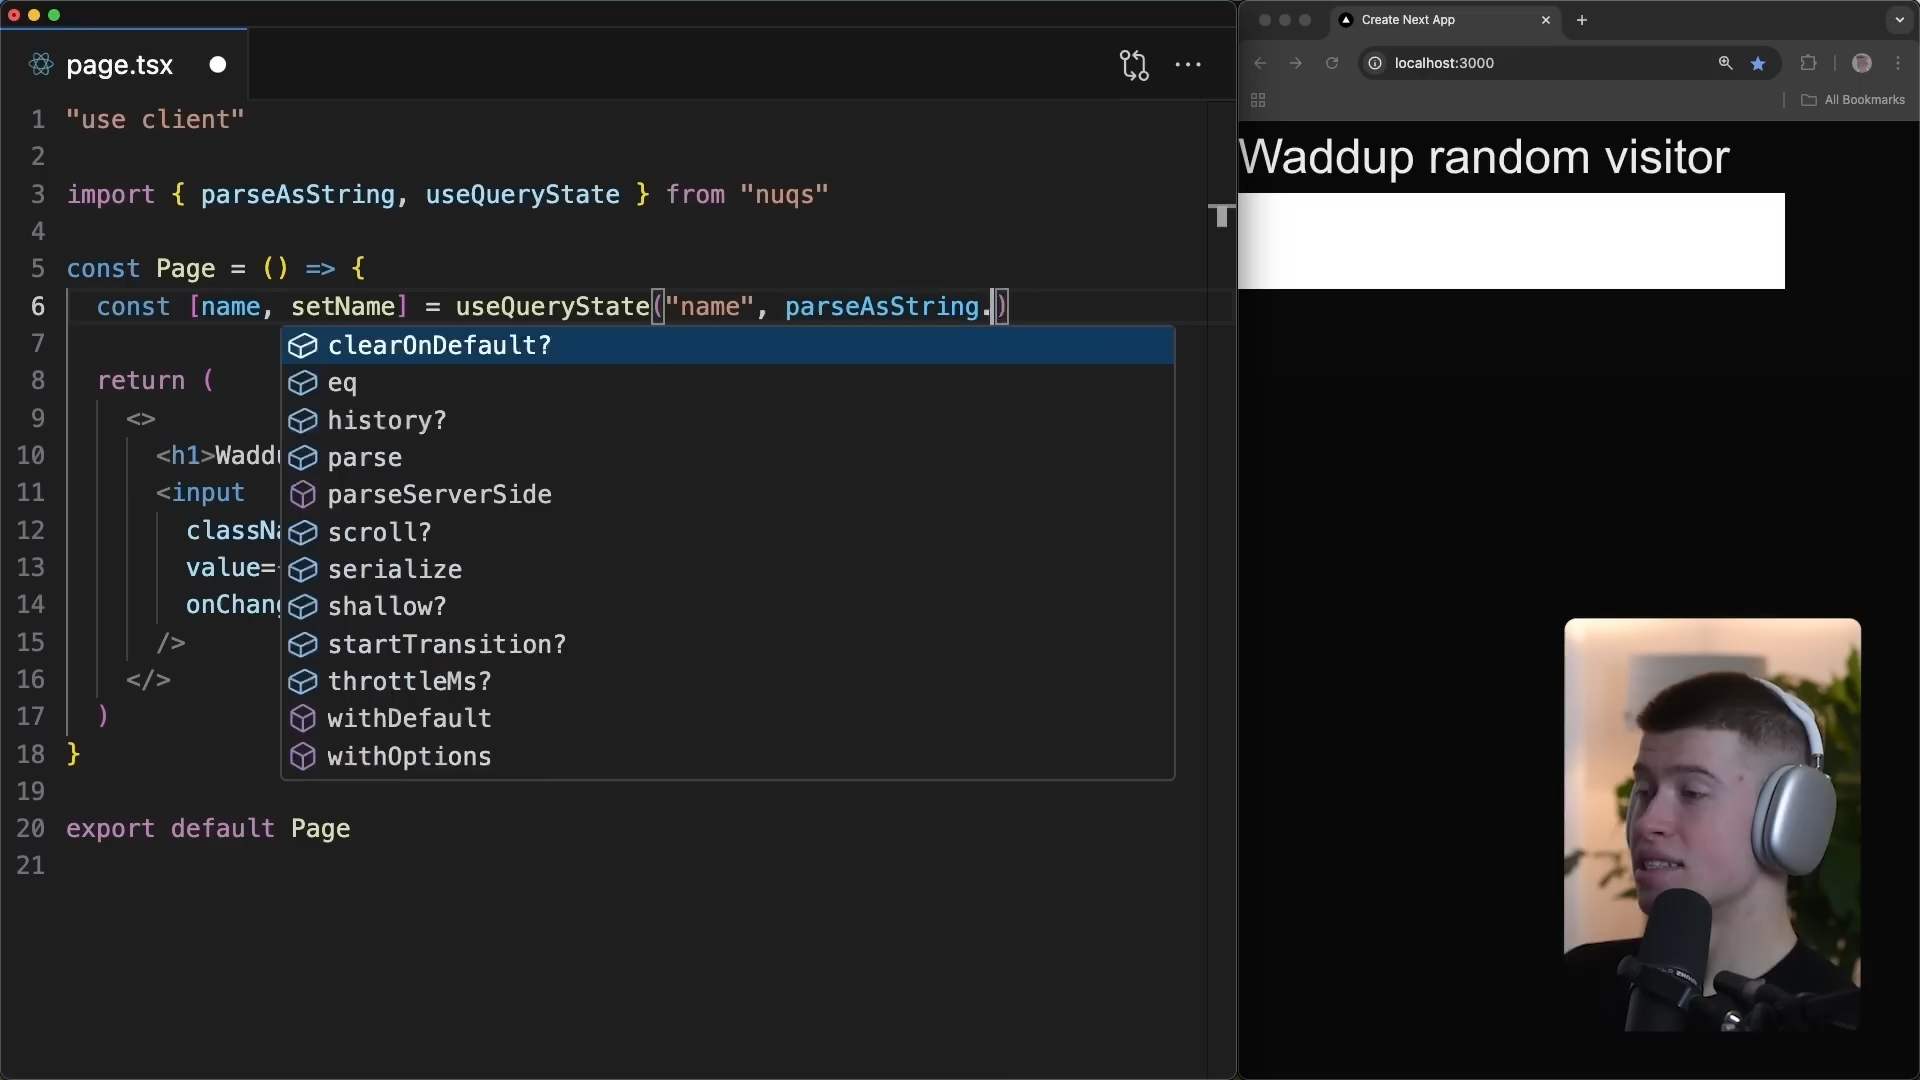 page.tsx
1 "use client"
2
3 import { parseAsString, useQueryState } from "nuqs"
4
5 const Page = () => {
6 const [name, setName] = useQueryState("name", parseAsString.)
7
8 return (
9 <>
10 <h1>Waddu
11 <input
12 classNa
13 value=
14 onChang
15 />
16 </>
17 )
18 }
19
20 export default Page
21
clearOnDefault?
eq
history?
parse
parseServerSide
scroll?
serialize
shallow?
startTransition?
throttleMs?
withDefault
withOptions
Create Next App
localhost:3000
All Bookmarks
Waddup random visitor